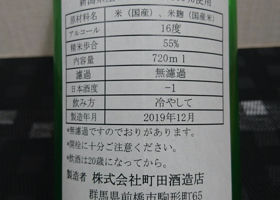 原材料名 米(国産)、米麹(国産米)
アルコール 16度
精米歩合 55%
内容量 720ml
濾過 無濾過
日本酒度 -1
飲み方 冷やして
製造年月 2019年12月
*無濾過ですのでおりがあります。
*開栓に十分ご注意ください。
*飲酒は20歳になってから。
製造者 株式会社町田酒造店
群馬県前橋市駒形町65